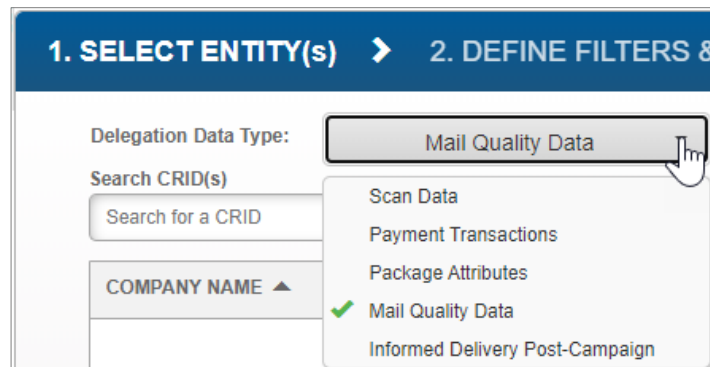 1. SELECT ENTITY(s) > 2. DEFINE FILTERS &
Delegation Data Type: Mail Quality Data
Search CRID(s)
Search for a CRID
Scan Data
Payment Transactions
Package Attributes
COMPANY NAME ▲
Mail Quality Data
Informed Delivery Post-Campaign